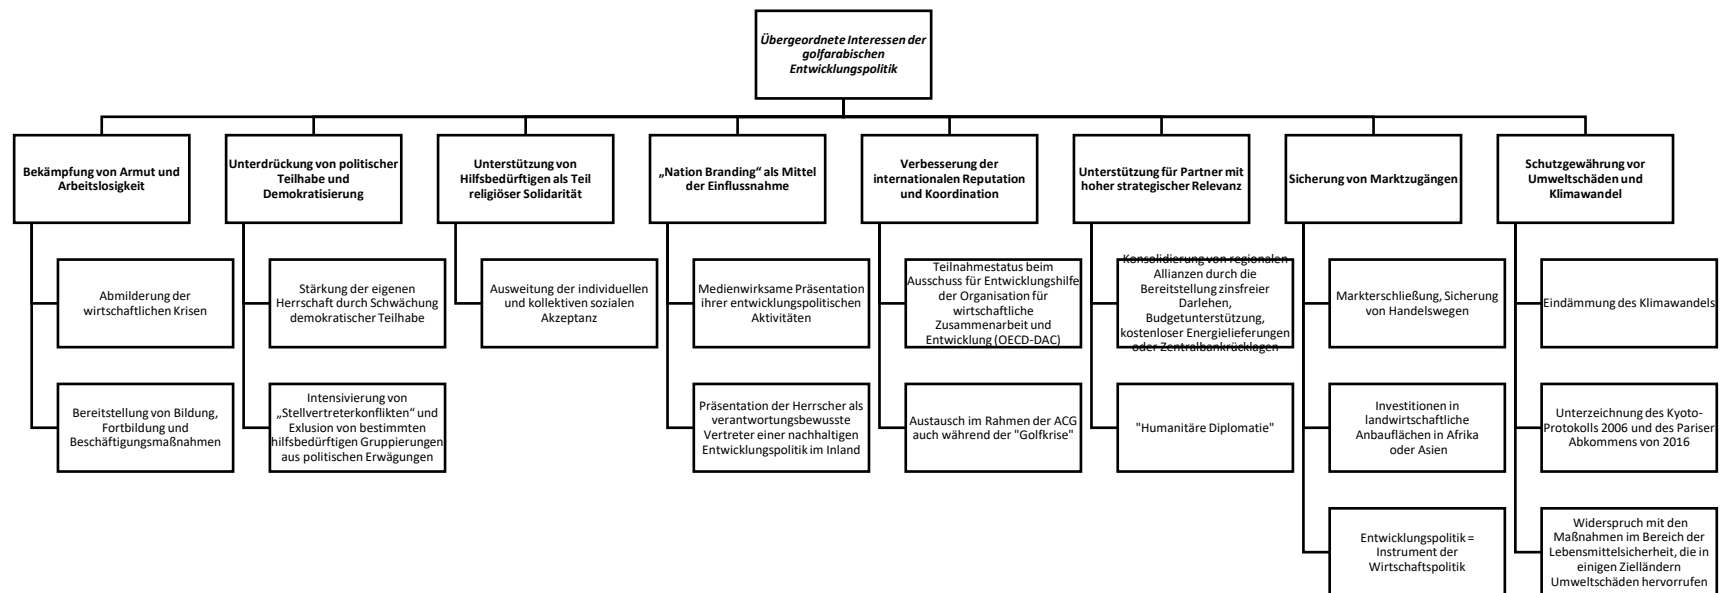 Übergeordnete Interessen der
golfarabischen
Entwicklungspolitik
Bekämpfung von Armut und
Arbeitslosigkeit
Abmilderung der
wirtschaftlichen Krisen
Bereitstellung von Bildung,
Fortbildung und
Beschäftigungsmaßnahmen
Unterdrückung von politischer
Teilhabe und
Demokratisierung
Stärkung der eigenen
Herrschaft durch Schwächung
demokratischer Teilhabe
Intensivierung von
„Stellvertreterkonflikten“ und
Exlusion von bestimmten
hilfsbedürftigen Gruppierungen
aus politischen Erwägungen
Unterstützung von
Hilfsbedürftigen als Teil
religiöser Solidarität
Ausweitung der individuellen
und kollektiven sozialen
Akzeptanz
„Nation Branding“ als Mittel
der Einflussnahme
Medienwirksame Präsentation
ihrer entwicklungspolitischen
Aktivitäten
Präsentation der Herrscher als
verantwortungsbewusste
Vertreter einer nachhaltigen
Entwicklungspolitik im Inland
Verbesserung der
internationalen Reputation
und Koordination
Teilnahmestatus beim
Ausschuss für Entwicklungshilfe
der Organisation für
wirtschaftliche
Zusammenarbeit und
Entwicklung (OECD-DAC)
Austausch im Rahmen der ACG
auch während der "Golfkrise"
Unterstützung für Partner mit
hoher strategischer Relevanz
Konsolidierung von regionalen
Allianzen durch die
Bereitstellung zinsfreier
Darlehen,
Budgetunterstützung,
kostenloser Energielieferungen
oder Zentralbankrücklagen
"Humanitäre Diplomatie"
Sicherung von Marktzugängen
Markterschließung, Sicherung
von Handelswegen
Investitionen in
landwirtschaftliche
Anbauflächen in Afrika
oder Asien
Entwicklungspolitik =
Instrument der
Wirtschaftspolitik
Schutzgewährung vor
Umweltschäden und
Klimawandel
Eindämmung des Klimawandels
Unterzeichnung des Kyoto-
Protokolls 2006 und des Pariser
Abkommens von 2016
Widerspruch mit den
Maßnahmen im Bereich der
Lebensmittelsicherheit, die in
einigen Zielländern
Umweltschäden hervorrufen